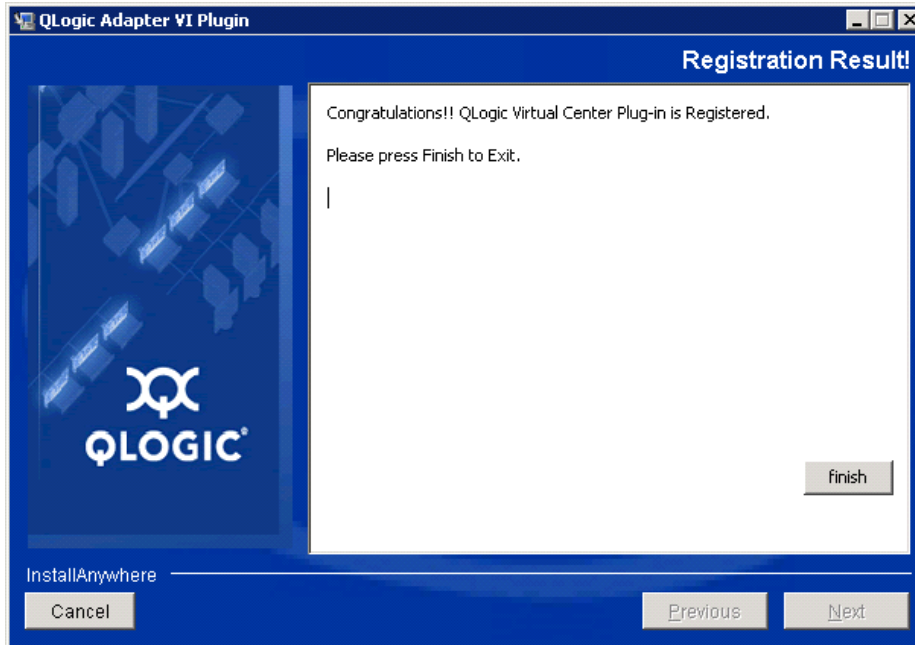 QLogic Adapter VI Plugin
Registration Result!
Congratulations!! QLogic Virtual Center Plug-in is Registered.
Please press Finish to Exit.
QLOGIC®
finish
InstallAnywhere
Cancel
Previous
Next